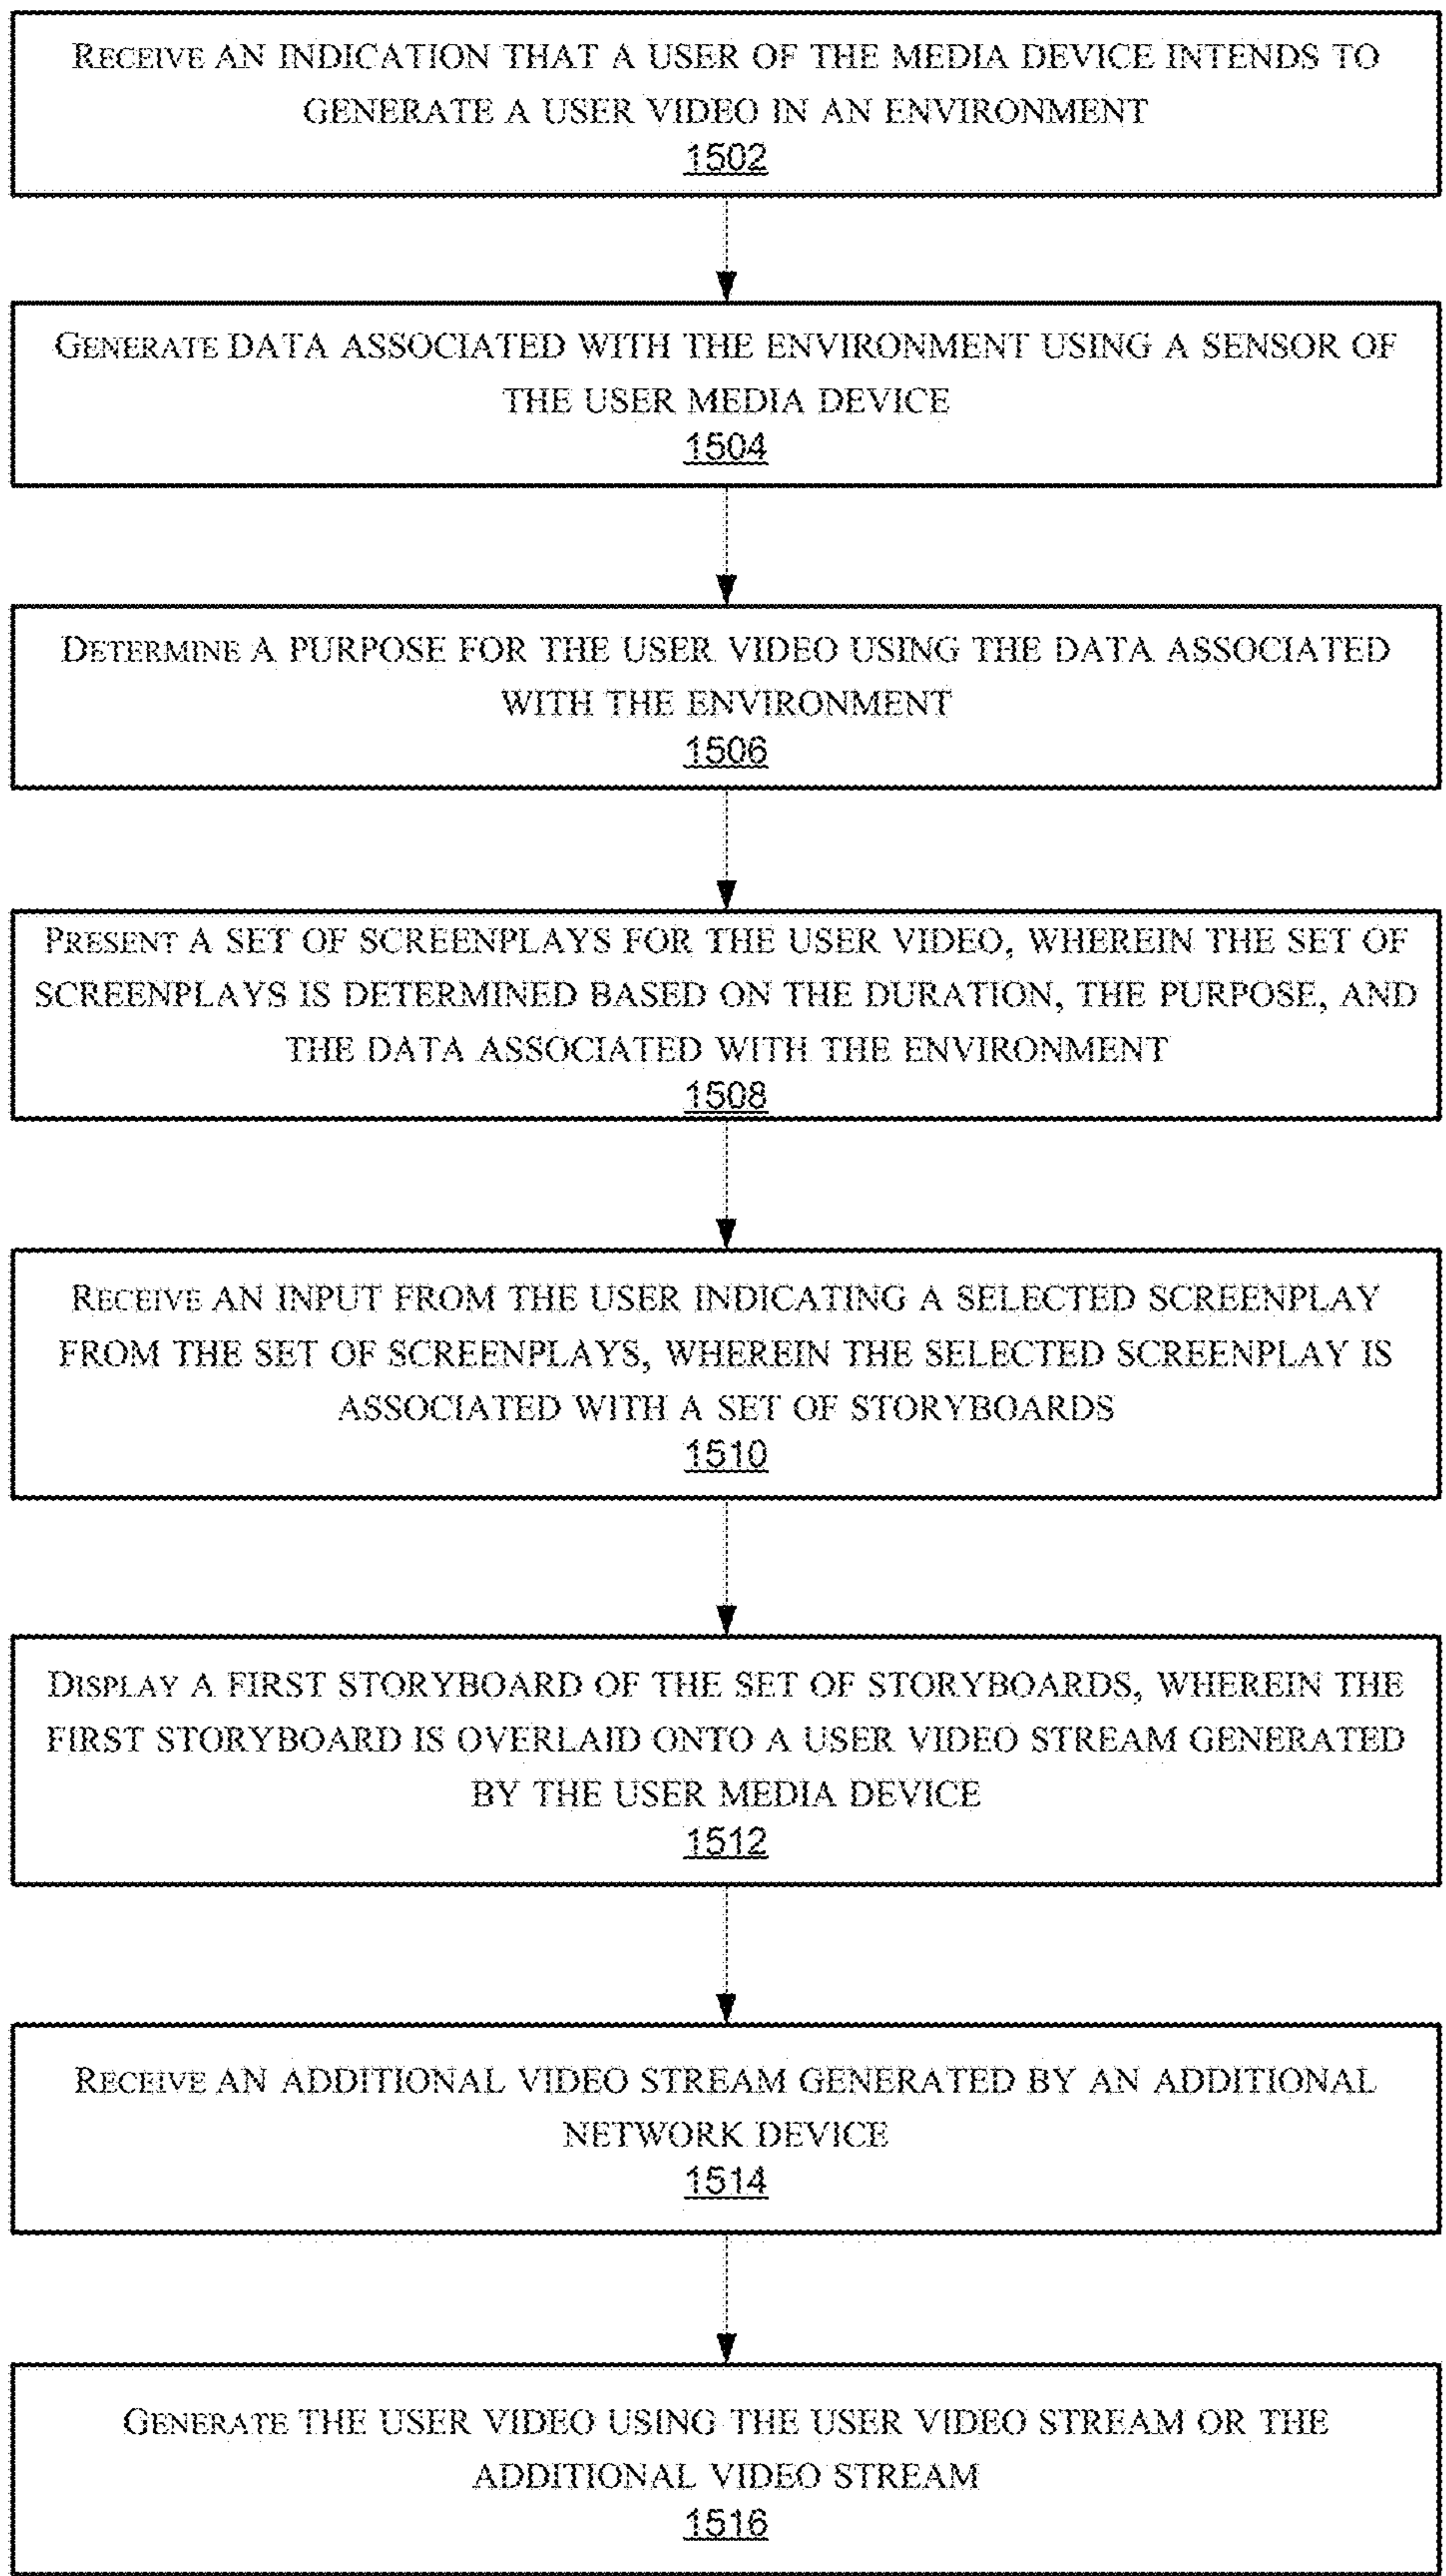 RECEIVE AN INDICATION THAT A USER OF THE MEDIA DEVICE INTENDS TO
GENERATE A USER VIDEO IN AN ENVIRONMENT
1502
GENERATE DATA ASSOCIATED WITH THE ENVIRONMENT USING A SENSOR OF
THE USER MEDIA DEVICE
1504
DETERMINE A PURPOSE FOR THE USER VIDEO USING THE DATA ASSOCIATED
WITH THE ENVIRONMENT
1506
PRESENT A SET OF SCREENPLAYS FOR THE USER VIDEO, WHEREIN THE SET OF
SCREENPLAYS IS DETERMINED BASED ON THE DURATION, THE PURPOSE, AND
THE DATA ASSOCIATED WITH THE ENVIRONMENT
1508
RECEIVE AN INPUT FROM THE USER INDICATING A SELECTED SCREENPLAY
FROM THE SET OF SCREENPLAYS, WHEREIN THE SELECTED SCREENPLAY IS
ASSOCIATED WITH A SET OF STORYBOARDS
1510
DISPLAY A FIRST STORYBOARD OF THE SET OF STORYBOARDS, WHEREIN THE
FIRST STORYBOARD IS OVERLAID ONTO A USER VIDEO STREAM GENERATED
BY THE USER MEDIA DEVICE
1512
RECEIVE AN ADDITIONAL VIDEO STREAM GENERATED BY AN ADDITIONAL
NETWORK DEVICE
1514
GENERATE THE USER VIDEO USING THE USER VIDEO STREAM OR THE
ADDITIONAL VIDEO STREAM
1516